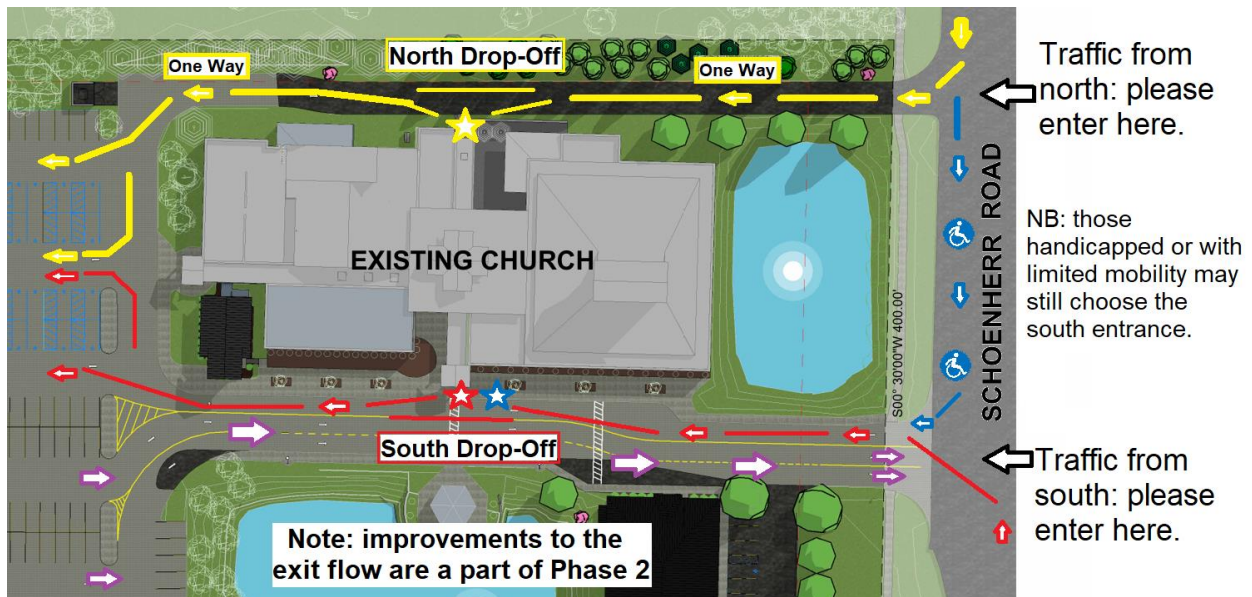 North Drop-Off
One Way
One Way
Traffic from
north: please
enter here.
SCHOENHERR ROAD
NB: those
handicapped or with
limited mobility may
still choose the
south entrance.
EXISTING CHURCH
S00° 30'00"W 400.00'
South Drop-Off
Traffic from
south: please
enter here.
Note: improvements to the
exit flow are a part of Phase 2